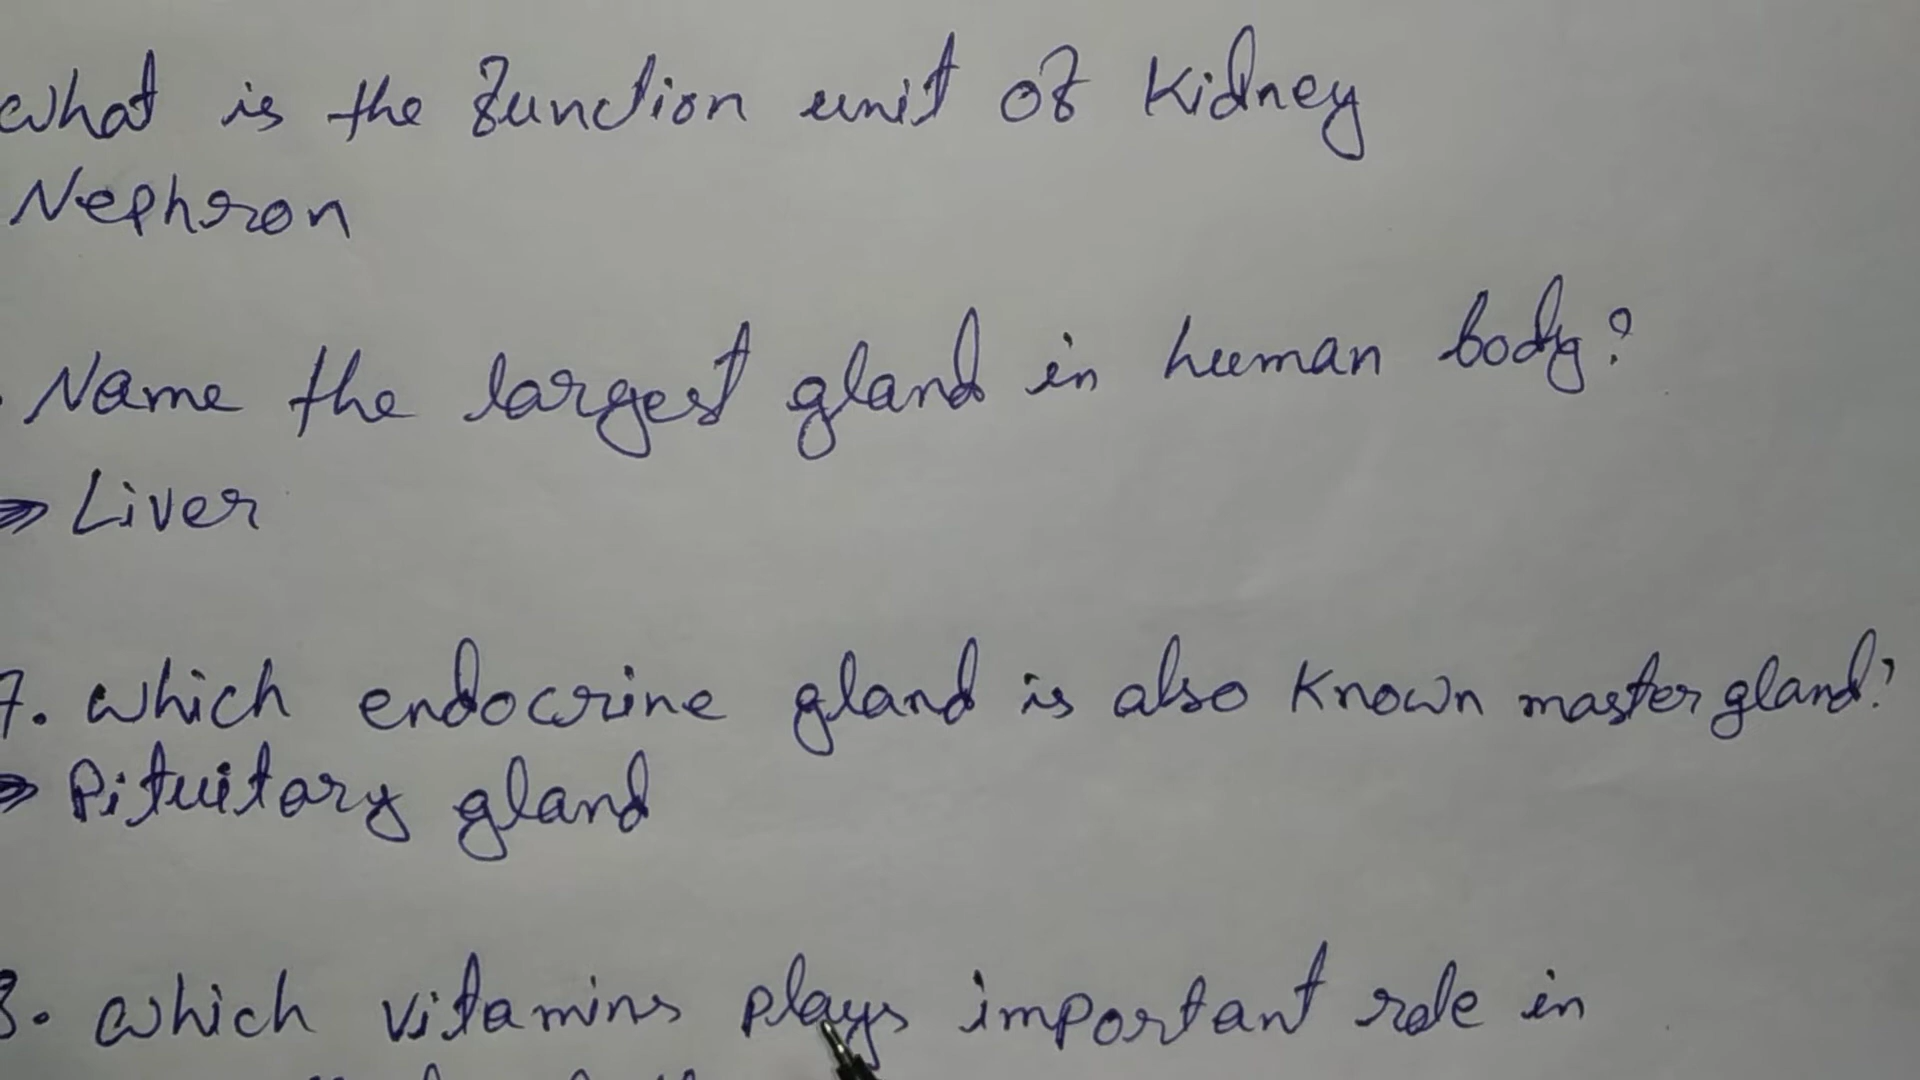 What is the function unit of Kidney
Nephron
Name the largest gland in human body?
⇒ Liver
7. which endocrine gland is also known master gland?
⇒ Pituitary gland
8. which vitamins plays important role in